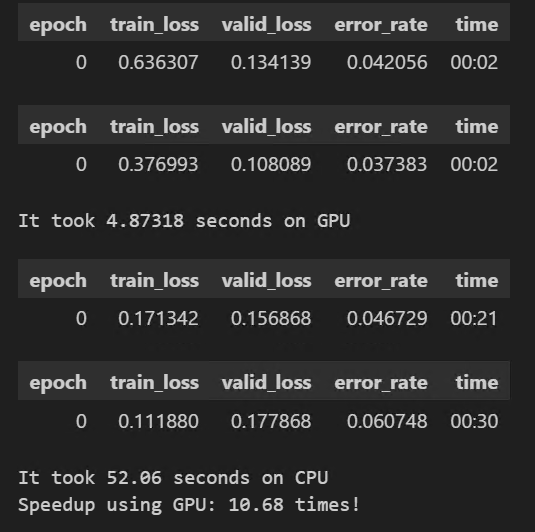 epoch train_loss valid_loss error_rate time
0 0.636307 0.134139 0.042056 00:02
epoch train_loss valid_loss error_rate time
0 0.376993 0.108089 0.037383 00:02
It took 4.87318 seconds on GPU
epoch train_loss valid_loss error_rate time
0 0.171342 0.156868 0.046729 00:21
epoch train_loss valid_loss error_rate time
0 0.111880 0.177868 0.060748 00:30
It took 52.06 seconds on CPU
Speedup using GPU: 10.68 times!